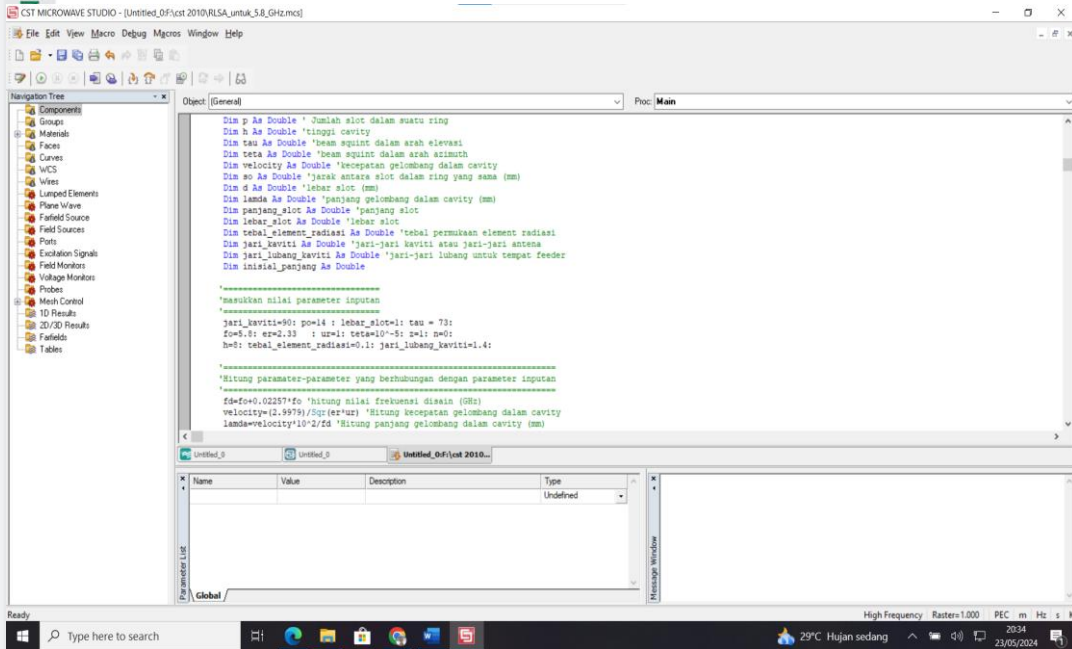 CST MICROWAVE STUDIO - [Untitled_0:F:\cst 2010\RLSA_untuk_5.8_GHz.mcs]
File Edit View Macro Debug Macros Window Help
Navigation Tree
Components
Groups
Materials
Faces
Curves
WCS
Wires
Lumped Elements
Plane Wave
Farfield Source
Field Sources
Ports
Excitation Signals
Field Monitors
Voltage Monitors
Probes
Mesh Control
1D Results
2D/3D Results
Farfields
Tables
Object: (General) Proc: Main
Dim p As Double ' Jumlah slot dalam suatu ring
Dim h As Double 'tinggi cavity
Dim tau As Double 'beam squint dalam arah elevasi
Dim teta As Double 'beam squint dalam arah azimuth
Dim velocity As Double 'kecepatan gelombang dalam cavity
Dim so As Double 'jarak antara slot dalam ring yang sama (mm)
Dim d As Double 'lebar slot (mm)
Dim lamda As Double 'panjang gelombang dalam cavity (mm)
Dim panjang_slot As Double 'panjang slot
Dim lebar_slot As Double 'lebar slot
Dim tebal_element_radiasi As Double 'tebal permukaan element radiasi
Dim jari_kaviti As Double 'jari-jari kaviti atau jari-jari antena
Dim jari_lubang_kaviti As Double 'jari-jari lubang untuk tempat feeder
Dim inisial_panjang As Double
'================================
'masukkan nilai parameter inputan
'================================
jari_kaviti=90: po=14 : lebar_slot=1: tau = 73:
fo=5.8: er=2.33 : ur=1: teta=10^-5: z=1: n=0:
h=8: tebal_element_radiasi=0.1: jari_lubang_kaviti=1.4:
'====================================================================
'Hitung paramater-parameter yang berhubungan dengan parameter inputan
'====================================================================
fd=fo+0.02257*fo 'hitung nilai frekuensi disain (GHz)
velocity=(2.9979)/Sqr(er*ur) 'Hitung kecepatan gelombang dalam cavity
lamda=velocity*10^2/fd 'Hitung panjang gelombang dalam cavity (mm)
Untitled_0 Untitled_0 Untitled_0:F:\cst 2010...
Name Value Description Type
Undefined
Parameter List
Global
Message Window
Ready High Frequency Raster=1.000 PEC m Hz s
Type here to search 29°C Hujan sedang 20:34
23/05/2024